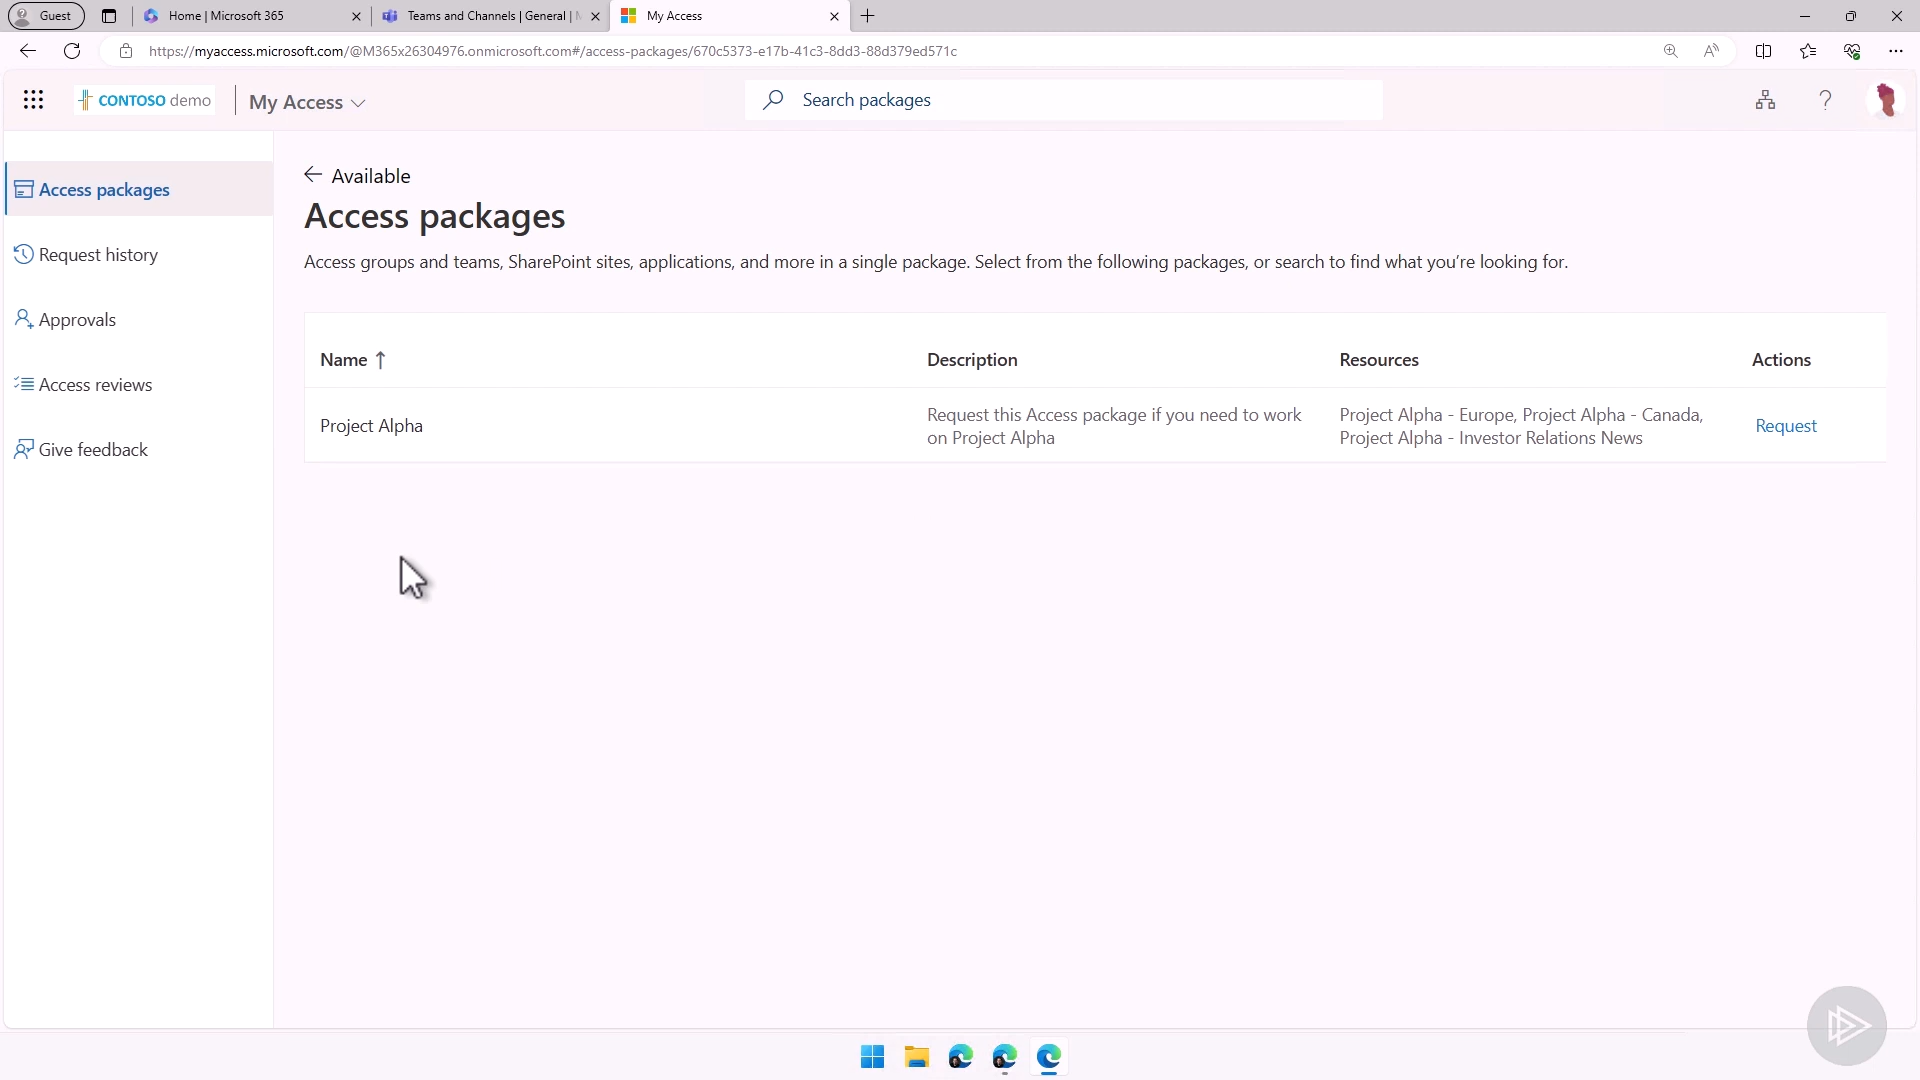 Guest
Home | Microsoft 365
Teams and Channels | General |
My Access
https://myaccess.microsoft.com/@M365x26304976.onmicrosoft.com#/access-packages/670c5373-e17b-41c3-8dd3-88d379ed571c
CONTOSO demo
My Access
Search packages
Access packages
Request history
Approvals
Access reviews
Give feedback
Available
Access packages
Access groups and teams, SharePoint sites, applications, and more in a single package. Select from the following packages, or search to find what you're looking for.
Name Description Resources Actions
Project Alpha
Request this Access package if you need to work
on Project Alpha
Project Alpha - Europe, Project Alpha - Canada,
Project Alpha - Investor Relations News
Request